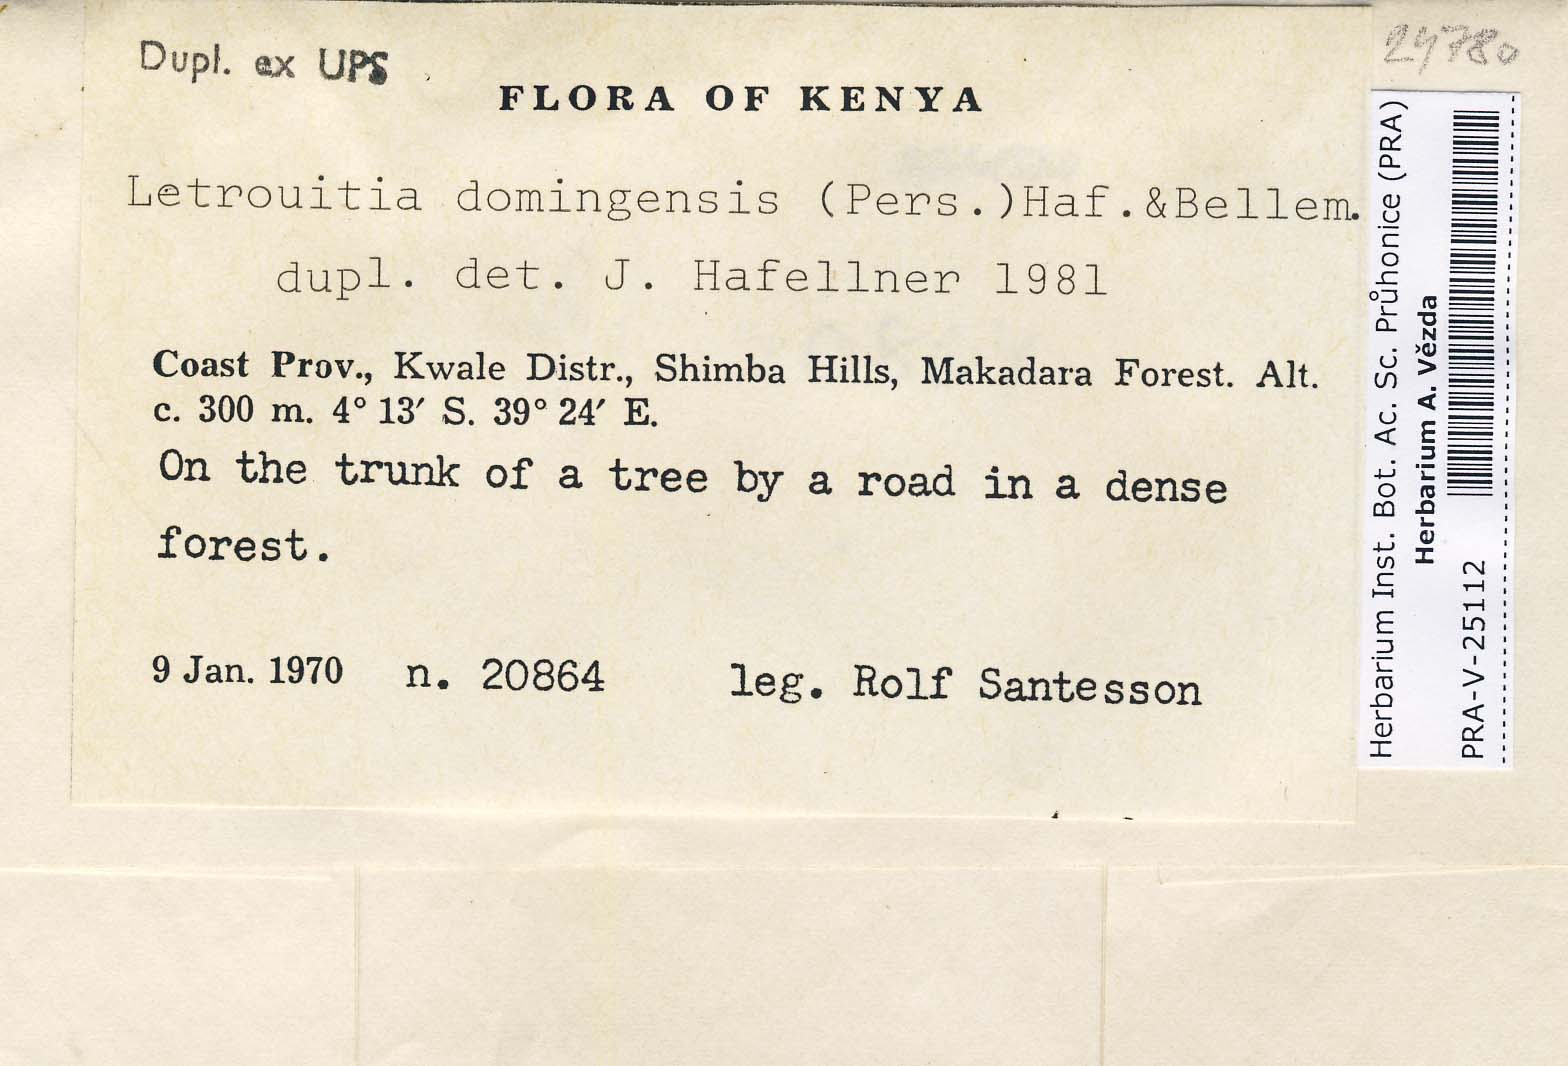 Dupl. ex UPS
24780
FLORA OF KENYA
Letrouitia domingensis (Pers.)Haf.&Bellem.
dupl. det. J. Hafellner 1981
Coast Prov., Kwale Distr., Shimba Hills, Makadara Forest. Alt.
c. 300 m. 4° 13′ S. 39° 24′ E.
On the trunk of a tree by a road in a dense
forest.
9 Jan. 1970 n. 20864 leg. Rolf Santesson
Herbarium Inst. Bot. Ac. Sc. Průhonice (PRA)
Herbarium A. Vězda
PRA-V-25112